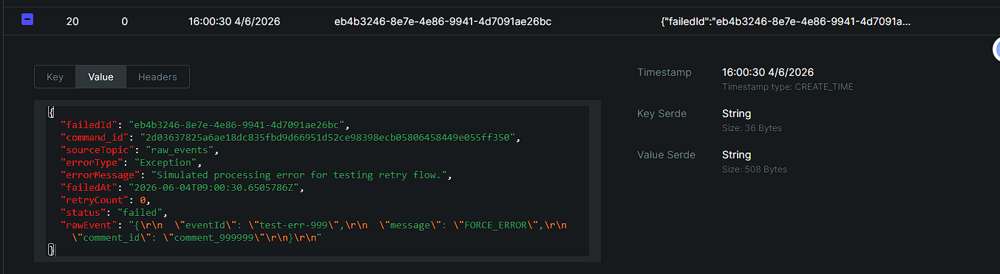 20 0 16:00:30 4/6/2026 eb4b3246-8e7e-4e86-9941-4d7091ae26bc {"failedId":"eb4b3246-8e7e-4e86-9941-4d7091a...
Key Value Headers
{
"failedId": "eb4b3246-8e7e-4e86-9941-4d7091ae26bc",
"command_id": "2d03637825a6ae18dc835fbd9d66951d52ce98398ecb05806458449e055ff350",
"sourceTopic": "raw_events",
"errorType": "Exception",
"errorMessage": "Simulated processing error for testing retry flow.",
"failedAt": "2026-06-04T09:00:30.6505786Z",
"retryCount": 0,
"status": "failed",
"rawEvent": "{\r\n  \"eventId\": \"test-err-999\",\r\n  \"message\": \"FORCE_ERROR\",\r\n
\"comment_id\": \"comment_999999\"\r\n}\r\n"
}
Timestamp 16:00:30 4/6/2026
Timestamp type: CREATE_TIME
Key Serde String
Size: 36 Bytes
Value Serde String
Size: 508 Bytes